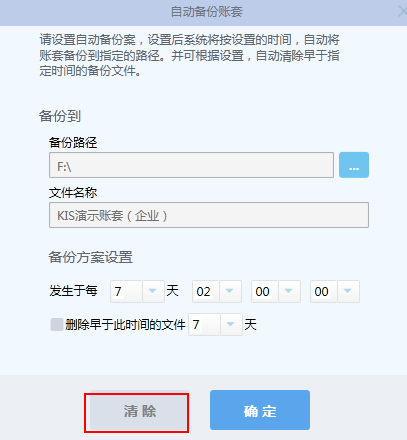 自动备份账套
请设置自动备份案，设置后系统将按设置的时间，自动将
账套备份到指定的路径。并可根据设置，自动清除早于指
定时间的备份文件。
备份到
备份路径
F:\ ...
文件名称
KIS演示账套（企业）
备份方案设置
发生于每 7 天 02 00 00
删除早于此时间的文件 7 天
清除 确定